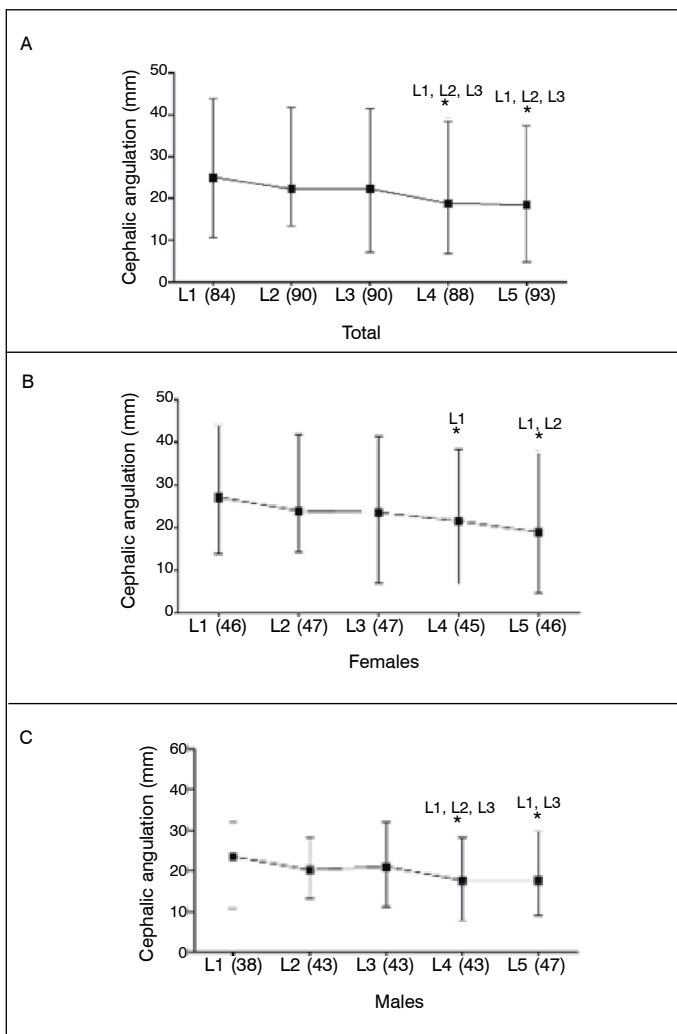 A
Cephalic angulation (mm)
50
40
30
20
10
0
L1, L2, L3
*
L1, L2, L3
*
L1 (84) L2 (90) L3 (90) L4 (88) L5 (93)
Total
B
Cephalic angulation (mm)
50
40
30
20
10
0
L1
*
L1, L2
*
L1 (46) L2 (47) L3 (47) L4 (45) L5 (46)
Females
C
Cephalic angulation (mm)
60
40
30
20
10
0
L1, L2, L3
*
L1, L3
*
L1 (38) L2 (43) L3 (43) L4 (43) L5 (47)
Males